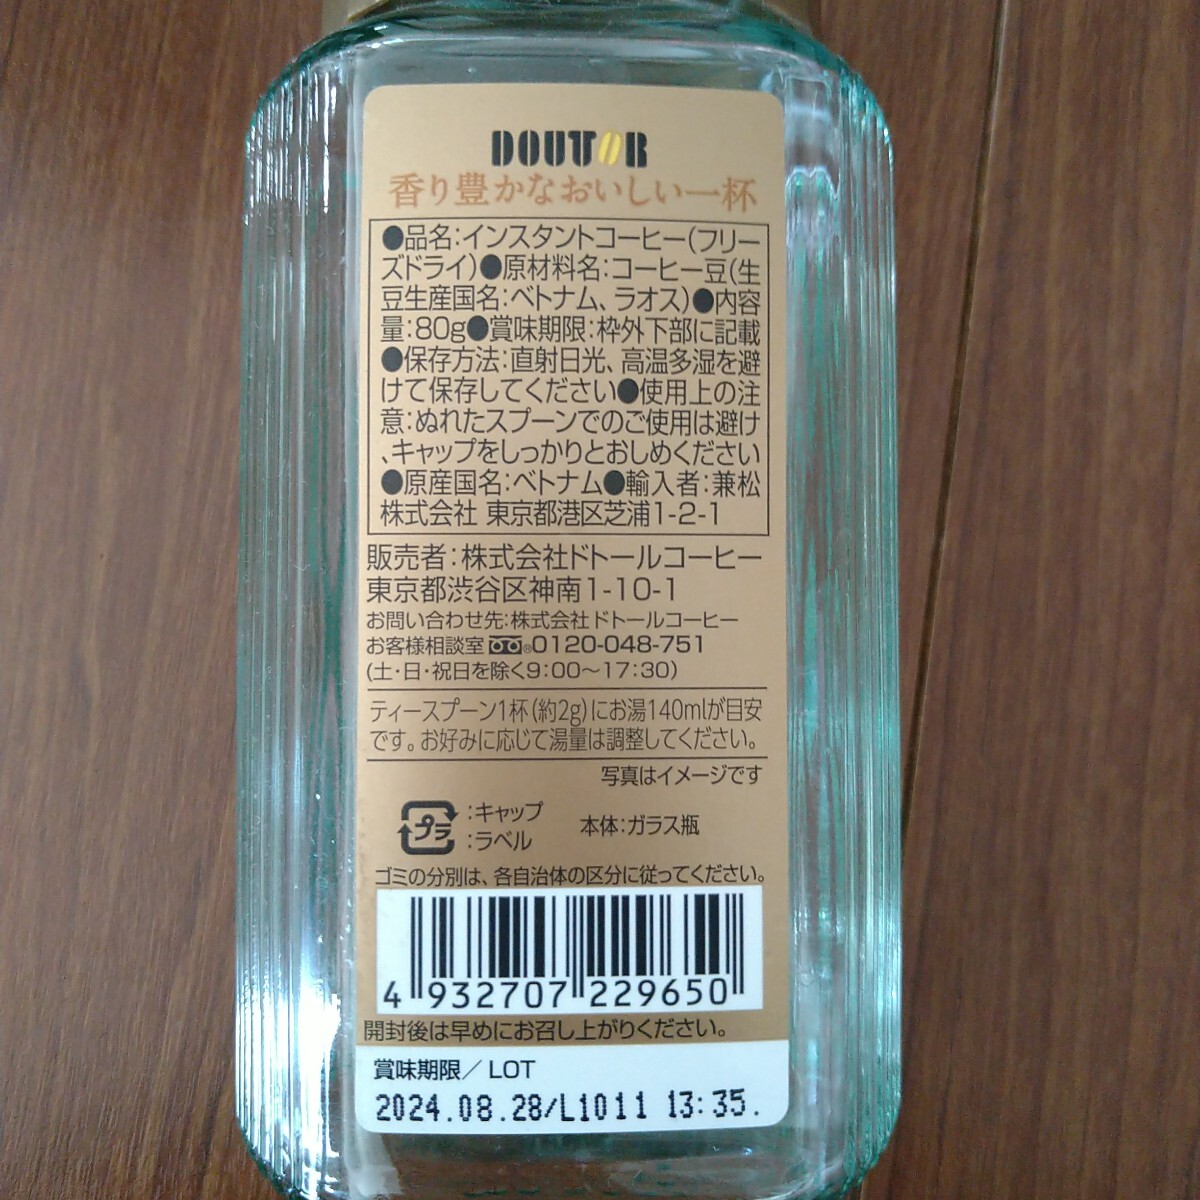 DOUTOR
香り豊かなおいしい一杯
●品名:インスタントコーヒー(フリー
ズドライ)●原材料名:コーヒー豆(生
豆生産国名:ベトナム、ラオス)●内容
量:80g●賞味期限:枠外下部に記載
●保存方法:直射日光、高温多湿を避
けて保存してください●使用上の注
意:ぬれたスプーンでのご使用は避け
、キャップをしっかりとおしめください
●原産国名:ベトナム●輸入者:兼松
株式会社 東京都港区芝浦1-2-1
販売者:株式会社ドトールコーヒー
東京都渋谷区神南1-10-1
お問い合わせ先:株式会社ドトールコーヒー
お客様相談室 ®0120-048-751
(土・日・祝日を除く9:00〜17:30)
ティースプーン1杯(約2g)にお湯140mlが目安
です。お好みに応じて湯量は調整してください。
写真はイメージです
プラ :キャップ
:ラベル
本体:ガラス瓶
ゴミの分別は、各自治体の区分に従ってください。
4 932707 229650
開封後は早めにお召し上がりください。
賞味期限/LOT
2024.08.28/L1011 13:35.